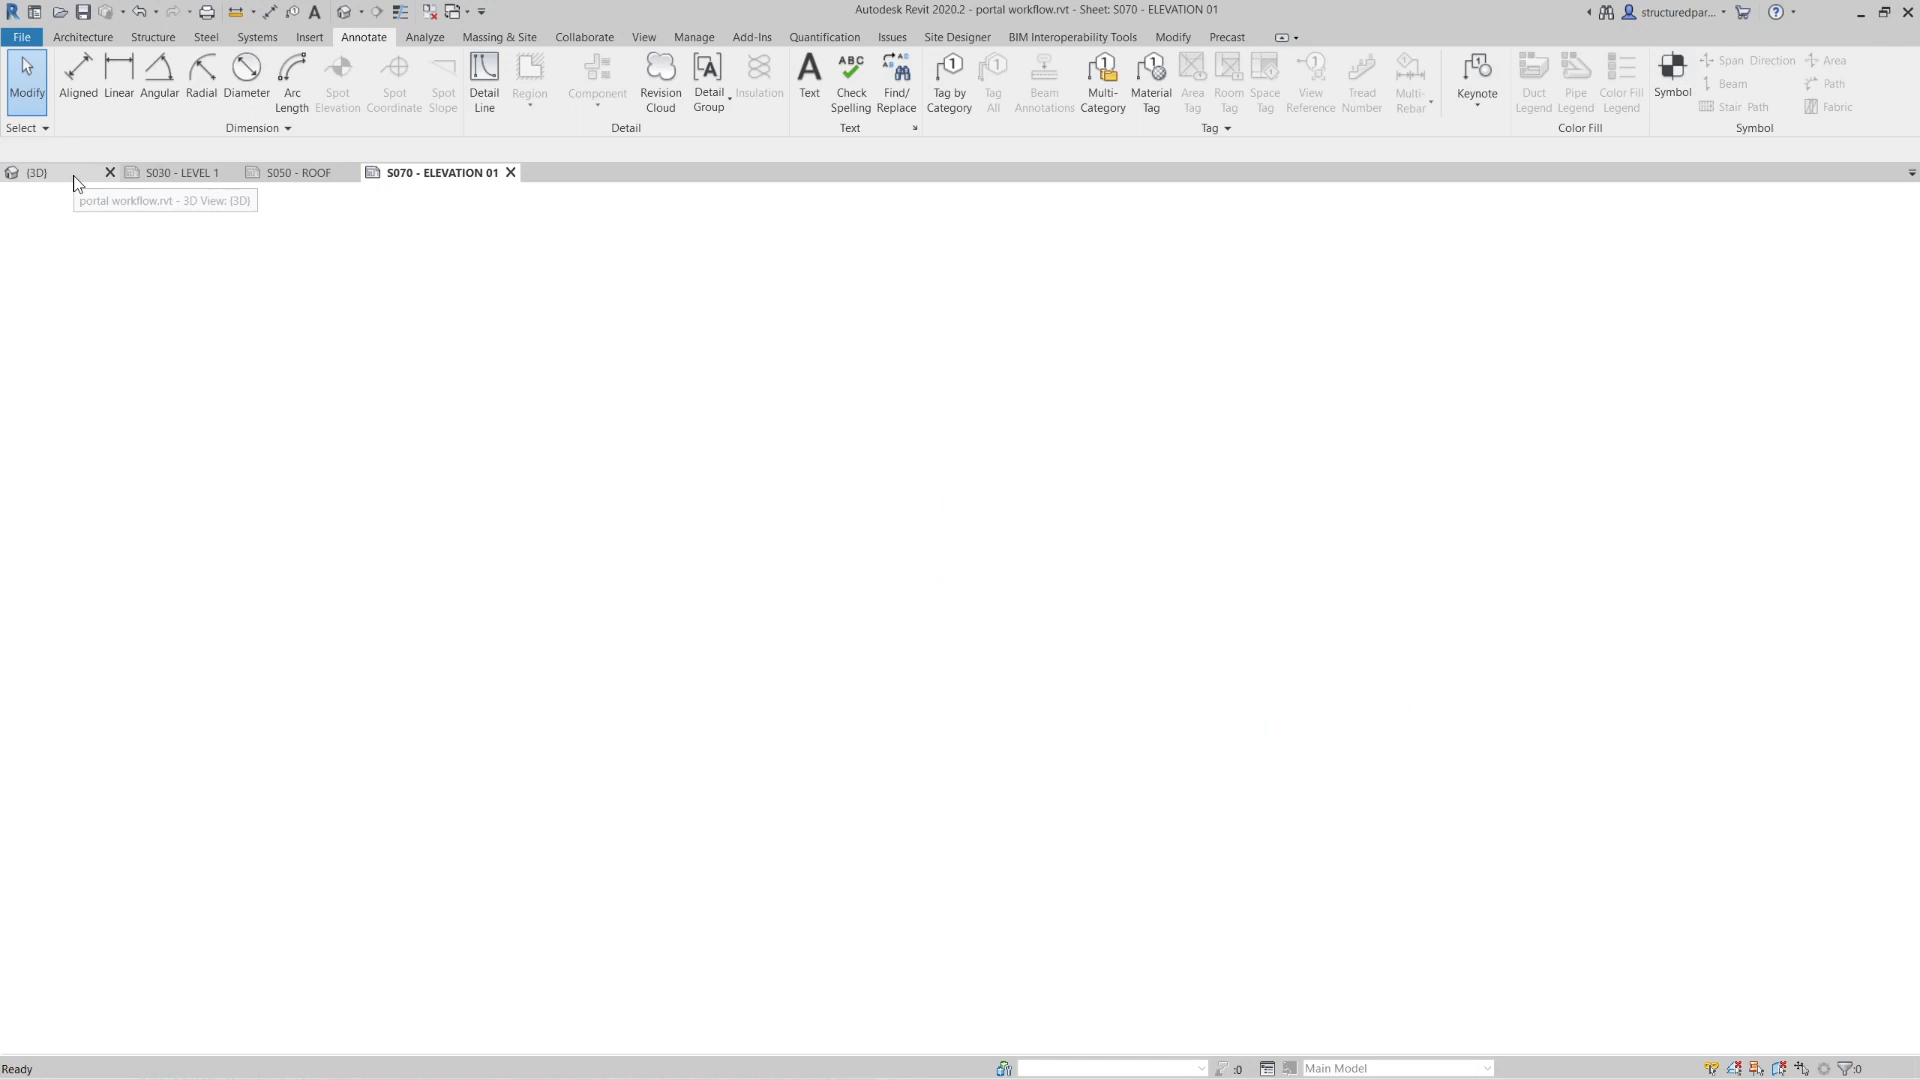 Autodesk Revit 2020.2 - portal workflow.rvt - Sheet: S070 - ELEVATION 01
structuredpar...
File Architecture Structure Steel Systems Insert Annotate Analyze Massing & Site Collaborate View Manage Add-Ins Quantification Issues Site Designer BIM Interoperability Tools Modify Precast
Modify
Aligned Linear Angular Radial Diameter
Arc Length
Spot Elevation
Spot Coordinate
Spot Slope
Detail Line
Region
Component
Revision Cloud
Detail Group
Insulation
Text
ABC
Check Spelling
Find/ Replace
Tag by Category
Tag All
Beam Annotations
Multi- Category
Material Tag
Area Tag
Room Tag
Space Tag
View Reference
Tread Number
Multi- Rebar
Keynote
Duct Legend
Pipe Legend
Color Fill Legend
Symbol
Span Direction
Beam
Stair Path
Area
Path
Fabric
Select Dimension Detail Text Tag Color Fill Symbol
{3D} S030 - LEVEL 1 S050 - ROOF S070 - ELEVATION 01
portal workflow.rvt - 3D View: {3D}
Ready :0 Main Model :0